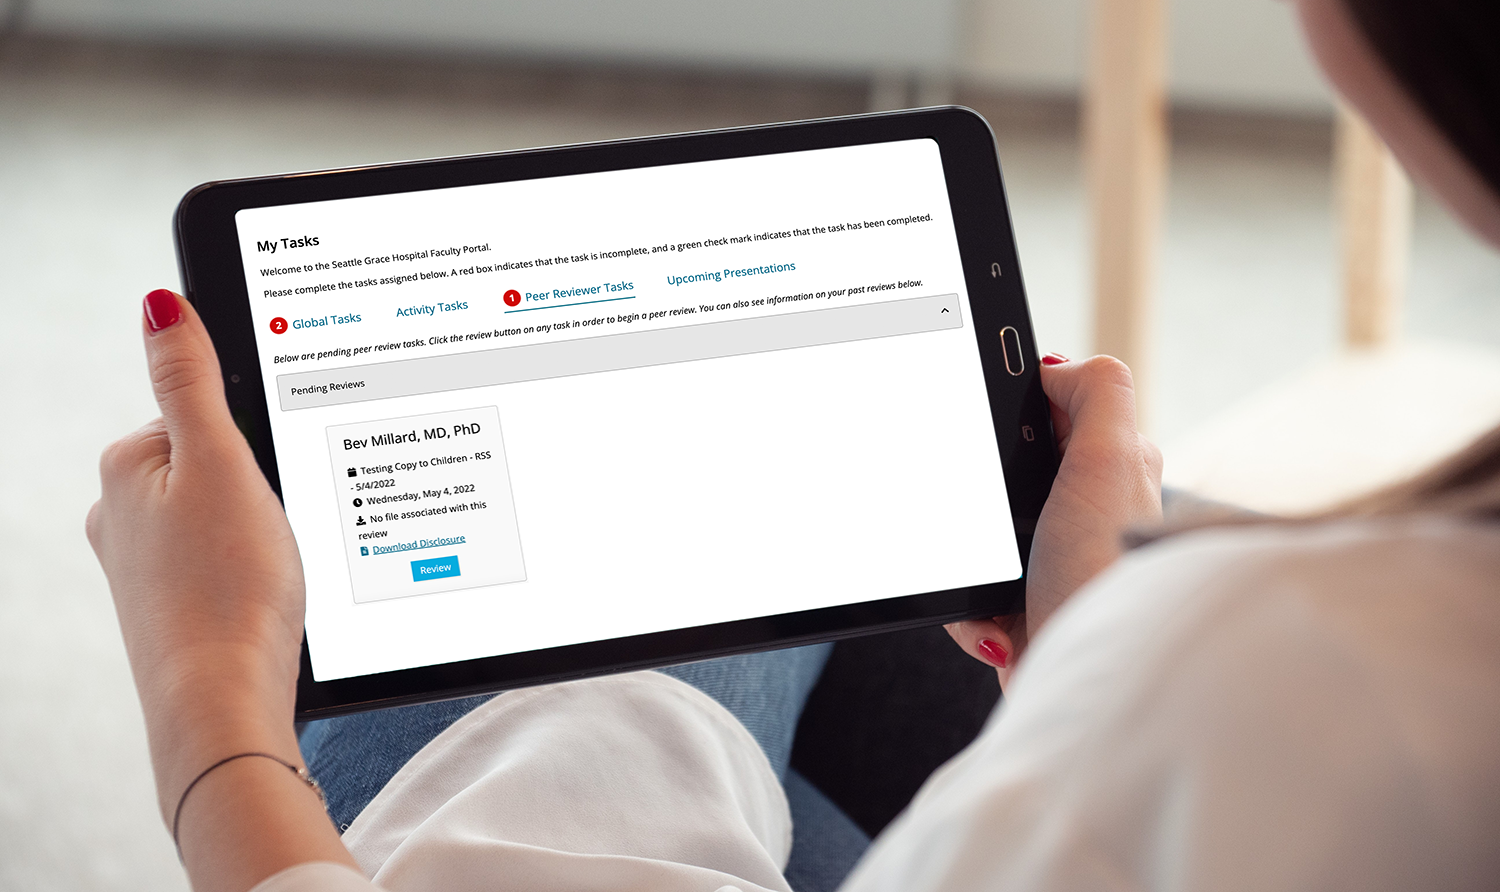 My Tasks
Welcome to the Seattle Grace Hospital Faculty Portal.
Please complete the tasks assigned below. A red box indicates that the task is incomplete, and a green check mark indicates that the task has been completed.
2 Global Tasks Activity Tasks 1 Peer Reviewer Tasks Upcoming Presentations
Below are pending peer review tasks. Click the review button on any task in order to begin a peer review. You can also see information on your past reviews below.
Pending Reviews
Bev Millard, MD, PhD
Testing Copy to Children - RSS
- 5/4/2022
Wednesday, May 4, 2022
No file associated with this
review
Download Disclosure
Review